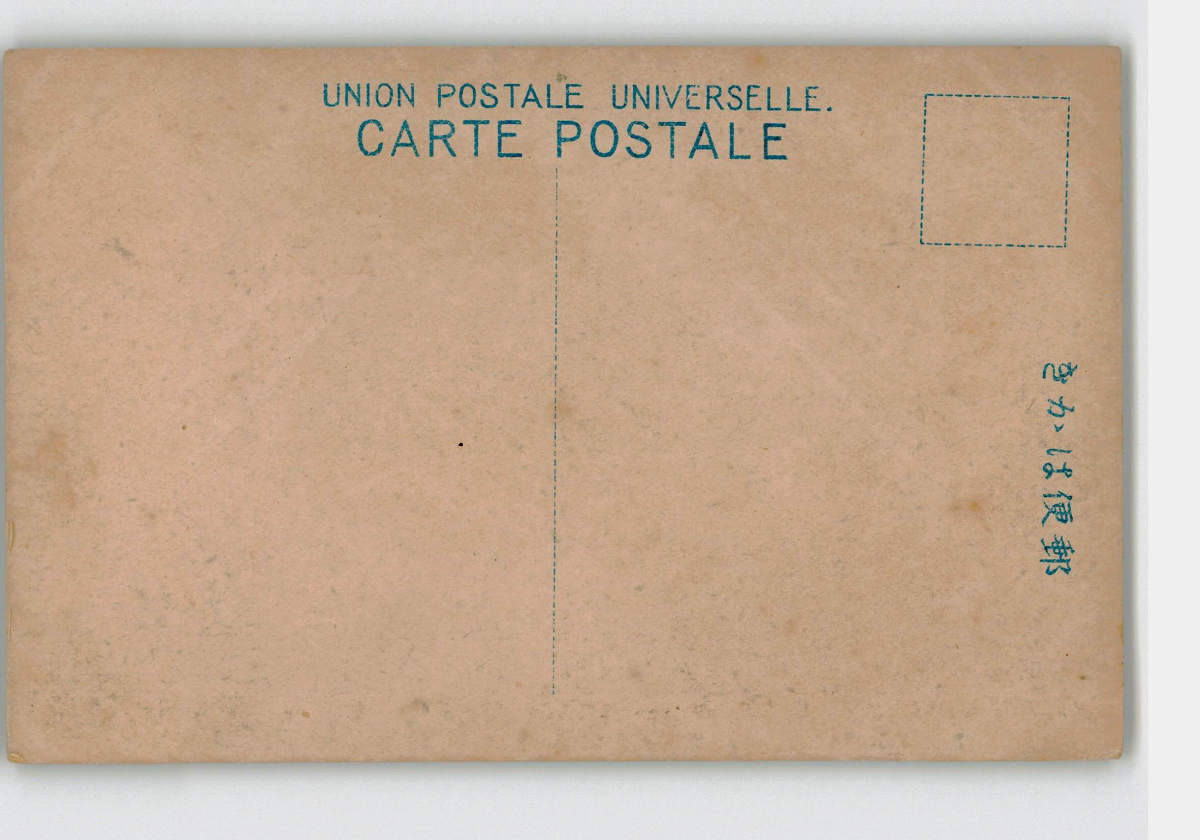 UNION POSTALE UNIVERSELLE.
CARTE POSTALE
郵便はかき